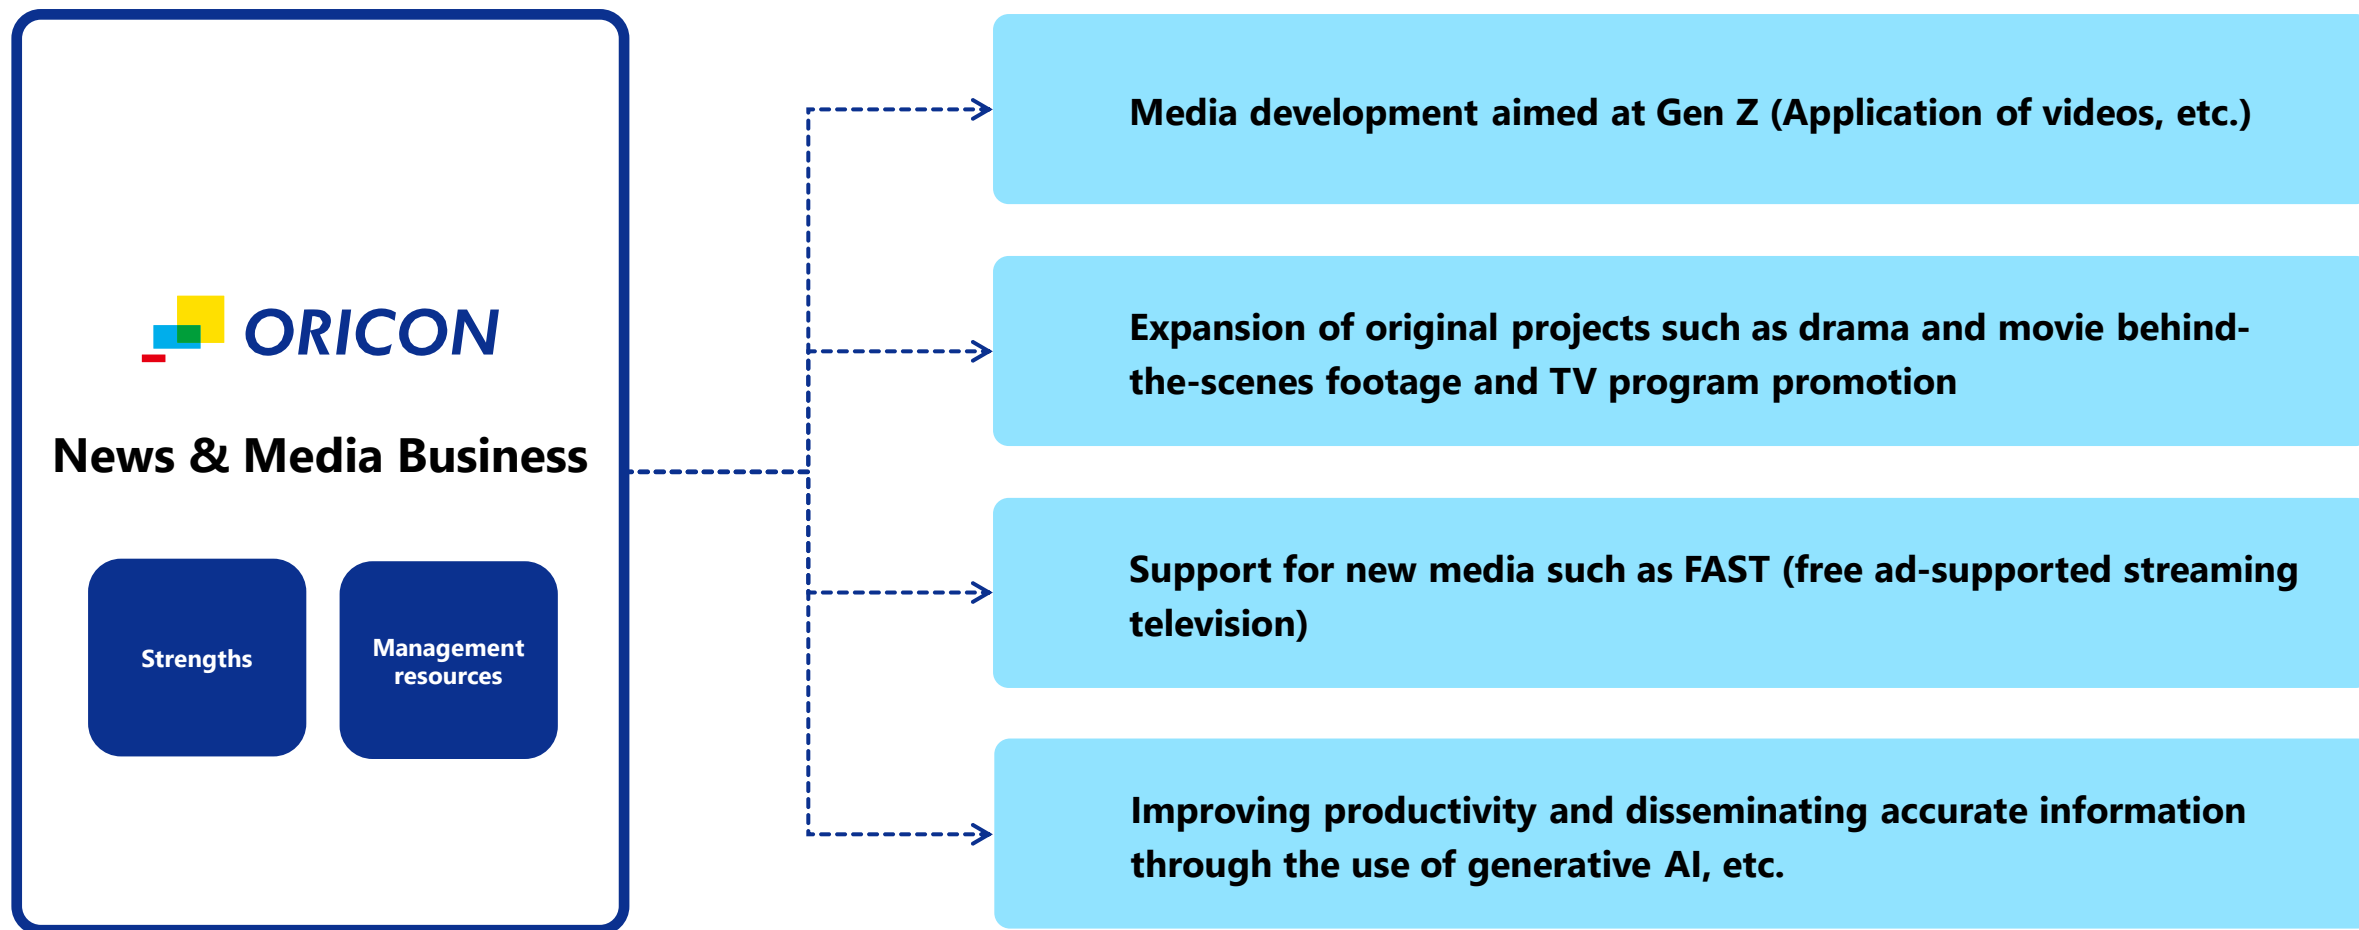 ORICON
News & Media Business
Strengths
Management
resources
Media development aimed at Gen Z (Application of videos, etc.)
Expansion of original projects such as drama and movie behind-
the-scenes footage and TV program promotion
Support for new media such as FAST (free ad-supported streaming
television)
Improving productivity and disseminating accurate information
through the use of generative AI, etc.